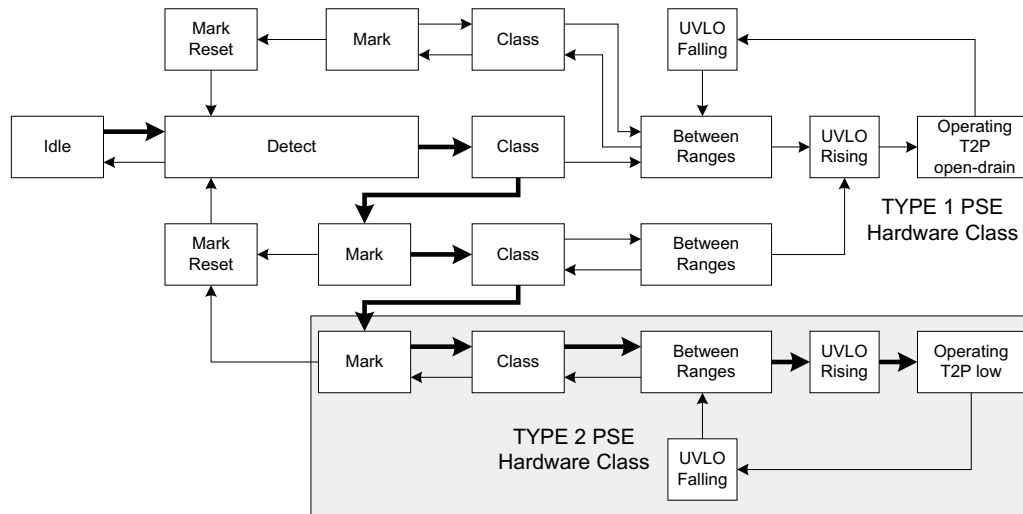 Mark
Reset
Mark
Class
UVLO
Falling
Idle
Detect
Class
Between
Ranges
UVLO
Rising
Operating
T2P
open-drain
TYPE 1 PSE
Hardware Class
Mark
Reset
Mark
Class
Between
Ranges
Mark
Class
Between
Ranges
UVLO
Rising
Operating
T2P low
TYPE 2 PSE
Hardware Class
UVLO
Falling